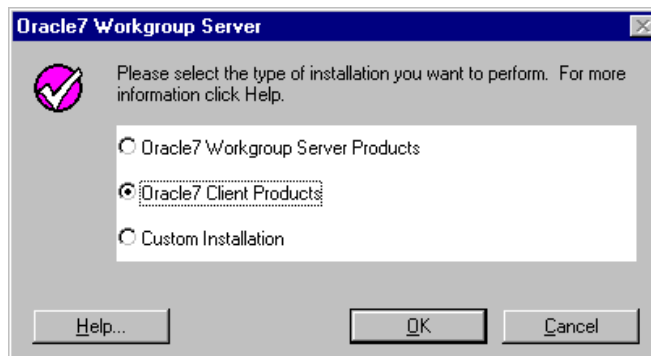 Oracle7 Workgroup Server
Please select the type of installation you want to perform. For more
information click Help.
Oracle7 Workgroup Server Products
Oracle7 Client Products
Custom Installation
Help...
OK
Cancel